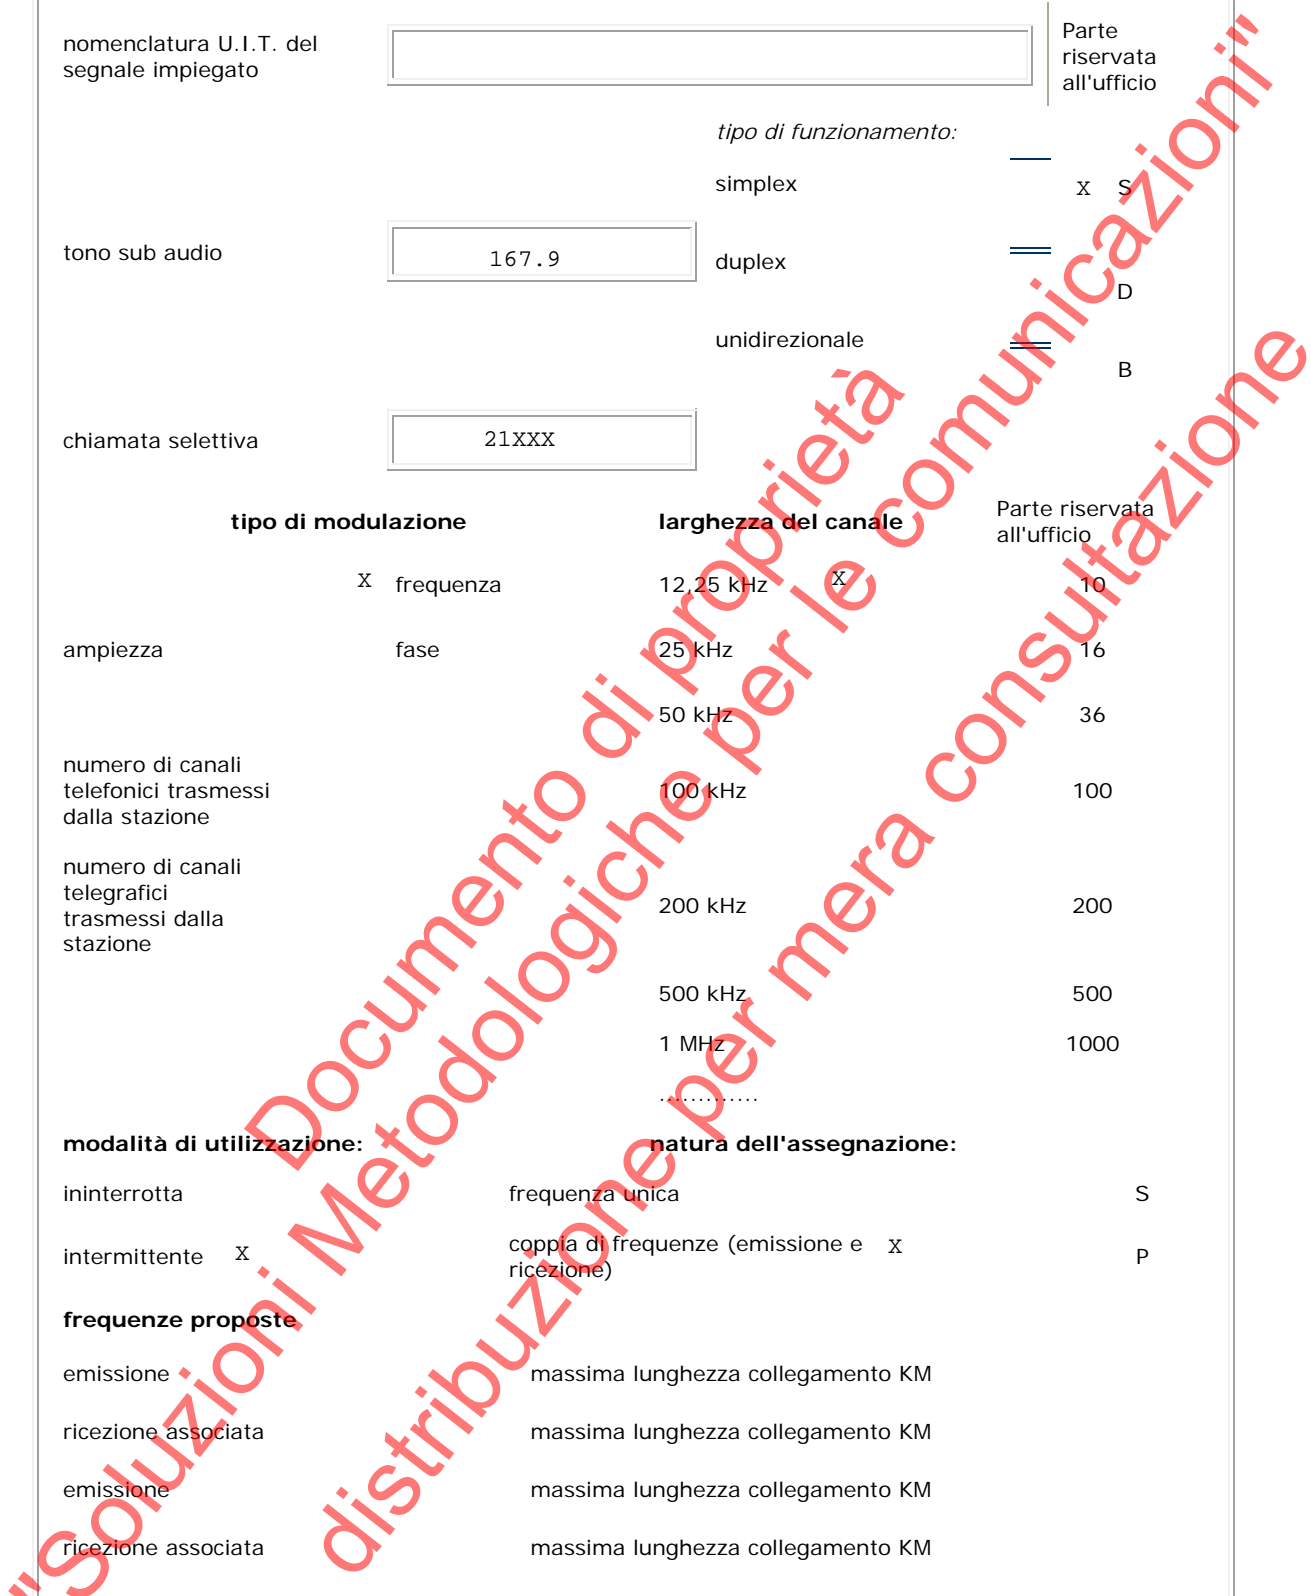 nomenclatura U.I.T. del
segnale impiegato
Parte
riservata
all'ufficio
tipo di funzionamento:
simplex X S
tono sub audio 167.9 duplex
D
unidirezionale
B
chiamata selettiva 21XXX
tipo di modulazione larghezza del canale Parte riservata
all'ufficio
X frequenza 12,25 kHz X 10
ampiezza fase 25 kHz 16
50 kHz 36
numero di canali
telefonici trasmessi 100 kHz 100
dalla stazione
numero di canali
telegrafici
trasmessi dalla 200 kHz 200
stazione
500 kHz 500
1 MHz 1000
.............
modalità di utilizzazione: natura dell'assegnazione:
ininterrotta frequenza unica S
intermittente X coppia di frequenze (emissione e X P
ricezione)
frequenze proposte
emissione massima lunghezza collegamento KM
ricezione associata massima lunghezza collegamento KM
emissione massima lunghezza collegamento KM
ricezione associata massima lunghezza collegamento KM
Documento di proprietà
"Soluzioni Metodologiche per le comunicazioni"
distribuzione per mera consultazione